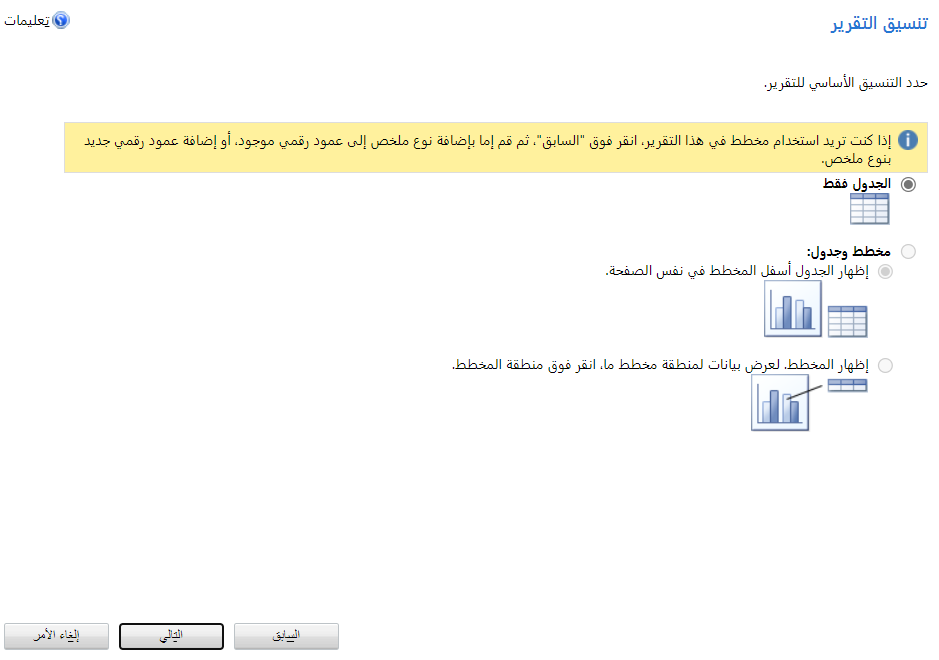 تعليمات
تنسيق التقرير
حدد التنسيق الأساسي للتقرير.
إذا كنت تريد استخدام مخطط في هذا التقرير، انقر فوق "السابق"، ثم قم إما بإضافة نوع ملخص إلى عمود رقمي موجود، أو إضافة عمود رقمي جديد
بنوع ملخص.
الجدول فقط
مخطط وجدول:
إظهار الجدول أسفل المخطط في نفس الصفحة.
إظهار المخطط. لعرض بيانات لمنطقة مخطط ما، انقر فوق منطقة المخطط.
السابق
التالي
إلغاء الأمر